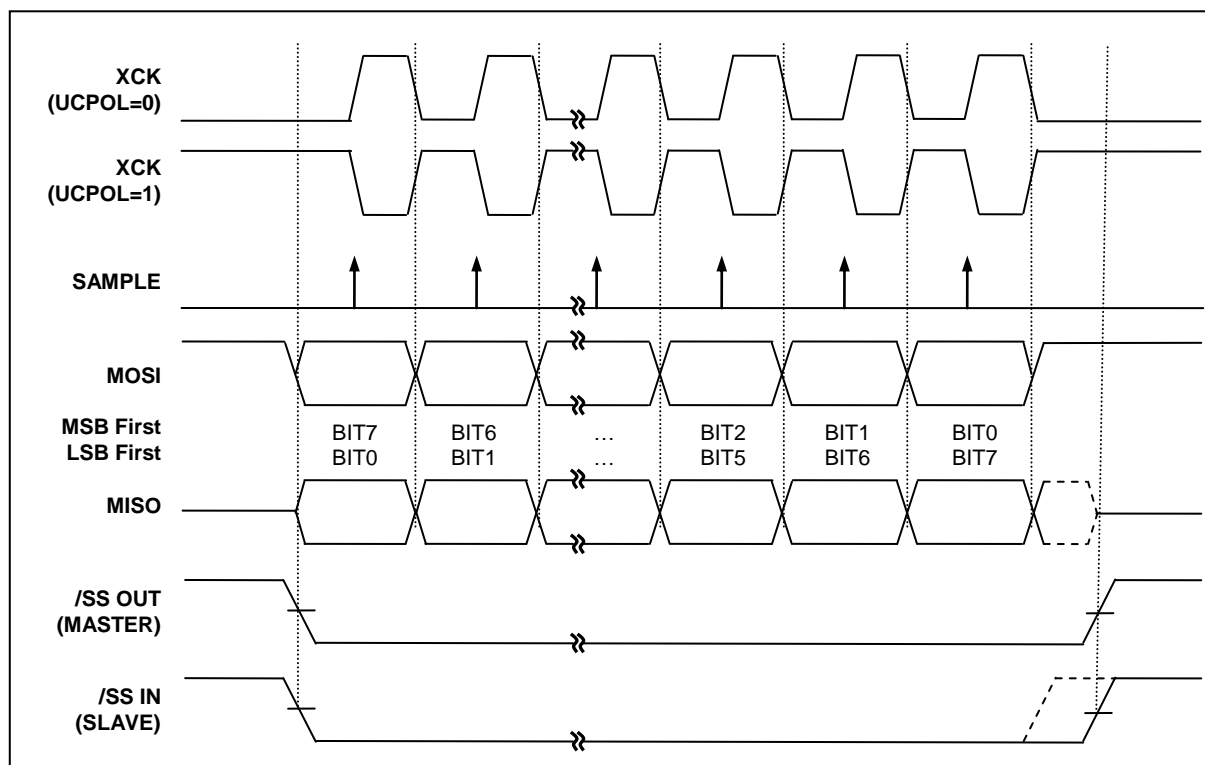 XCK
(UCPOL=0)
XCK
(UCPOL=1)
SAMPLE
MOSI
MSB First
LSB First
BIT7 BIT6 … BIT2 BIT1 BIT0
BIT0 BIT1 … BIT5 BIT6 BIT7
MISO
/SS OUT
(MASTER)
/SS IN
(SLAVE)